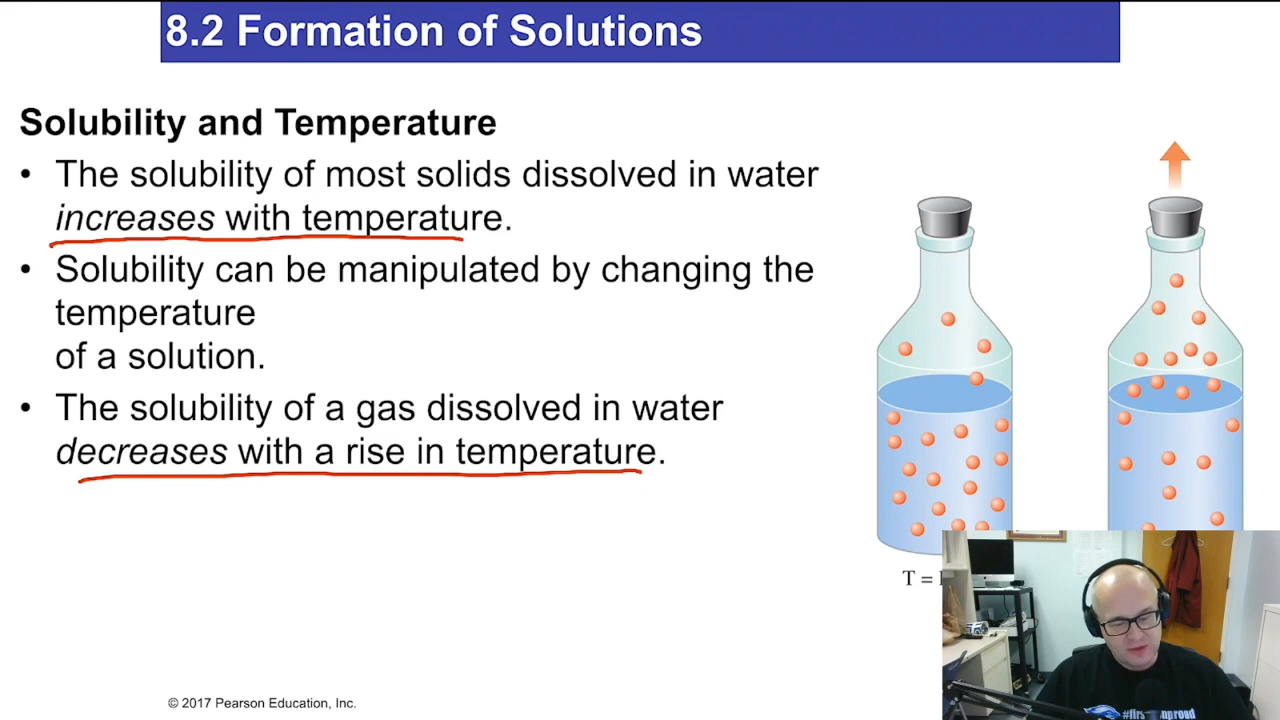 8.2 Formation of Solutions
Solubility and Temperature
• The solubility of most solids dissolved in water
increases with temperature.
• Solubility can be manipulated by changing the
temperature
of a solution.
• The solubility of a gas dissolved in water
decreases with a rise in temperature.
T =
© 2017 Pearson Education, Inc.